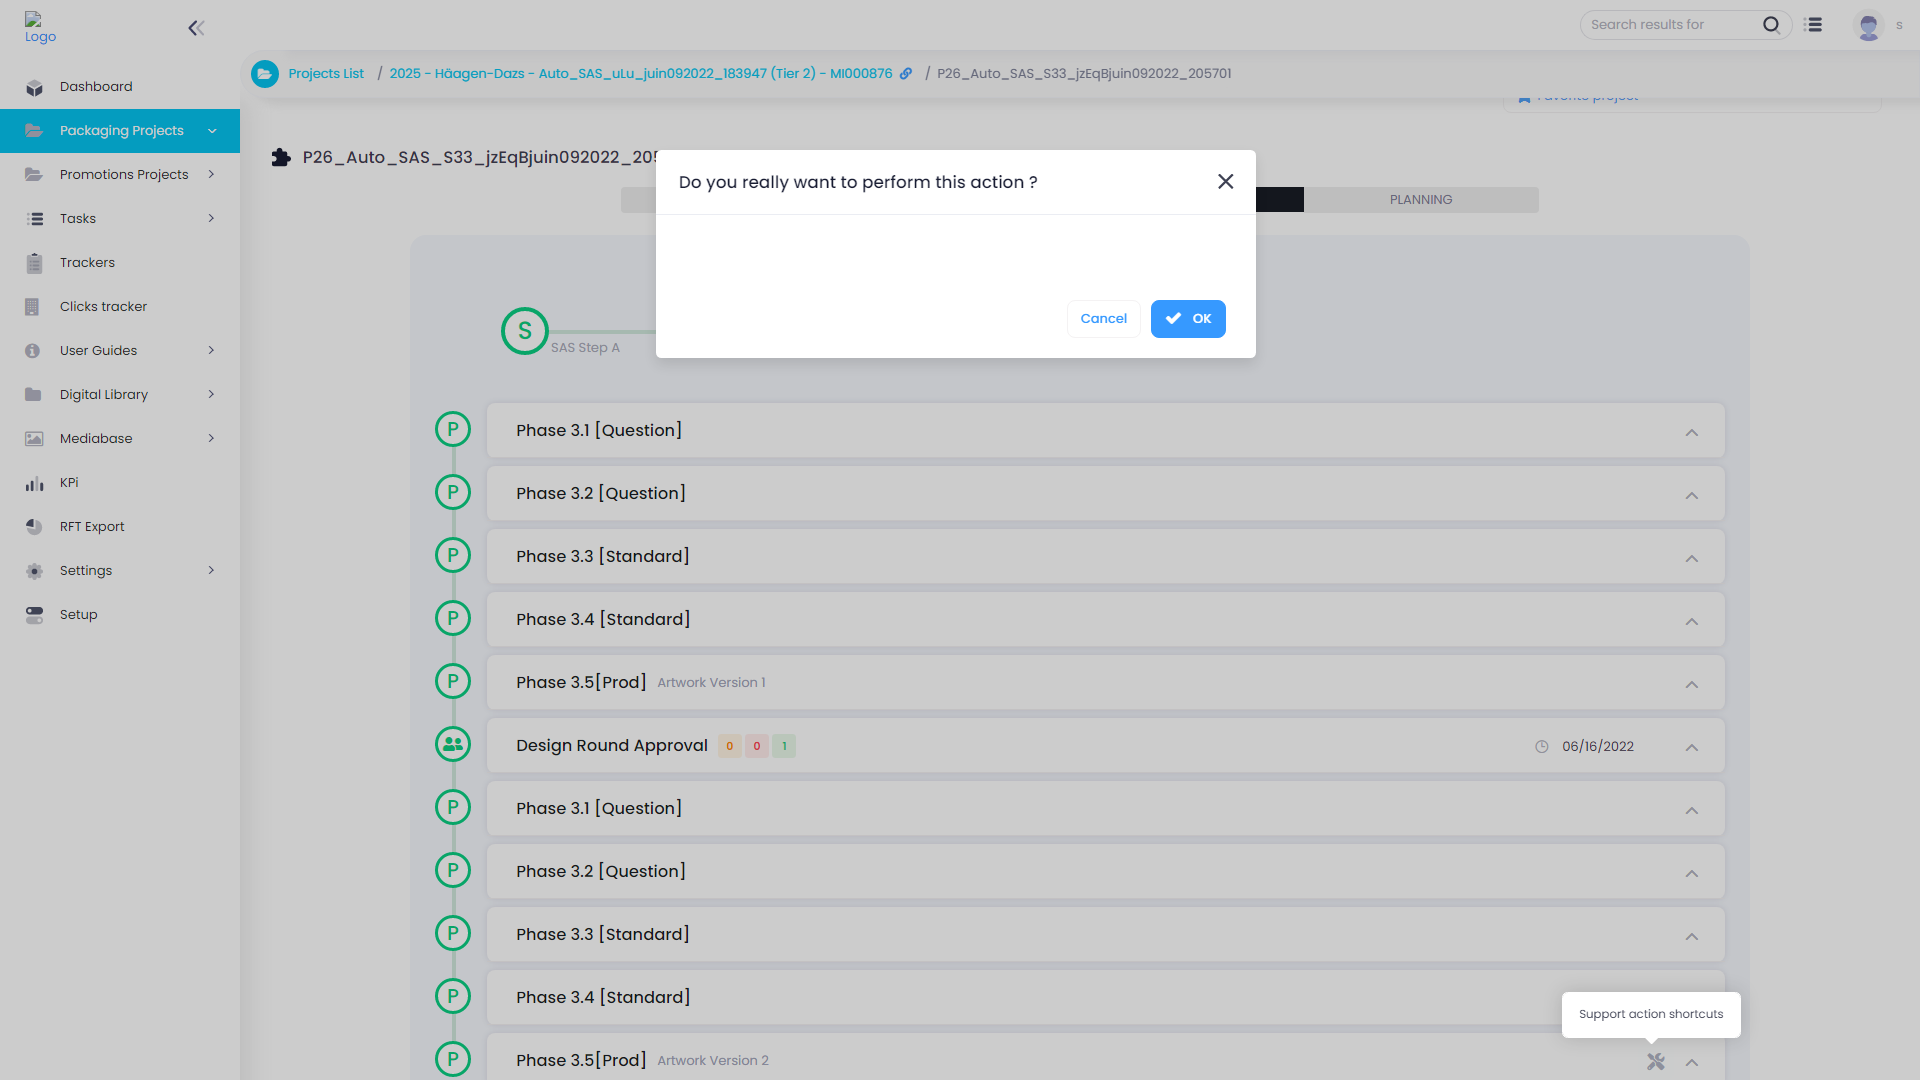 Logo
Search results for
s
Projects List / 2025 - Häagen-Dazs - Auto_SAS_uLu_juin092022_183947 (Tier 2) - MI000876 / P26_Auto_SAS_S33_jzEqBjuin092022_205701
Favorite project
Dashboard
Packaging Projects
Promotions Projects
Tasks
Trackers
Clicks tracker
User Guides
Digital Library
Mediabase
KPi
RFT Export
Settings
Setup
P26_Auto_SAS_S33_jzEqBjuin092022_205
PLANNING
Do you really want to perform this action ?
Cancel
OK
S
SAS Step A
P Phase 3.1 [Question]
P Phase 3.2 [Question]
P Phase 3.3 [Standard]
P Phase 3.4 [Standard]
P Phase 3.5[Prod] Artwork Version 1
Design Round Approval 0 0 1 06/16/2022
P Phase 3.1 [Question]
P Phase 3.2 [Question]
P Phase 3.3 [Standard]
P Phase 3.4 [Standard]
Support action shortcuts
P Phase 3.5[Prod] Artwork Version 2